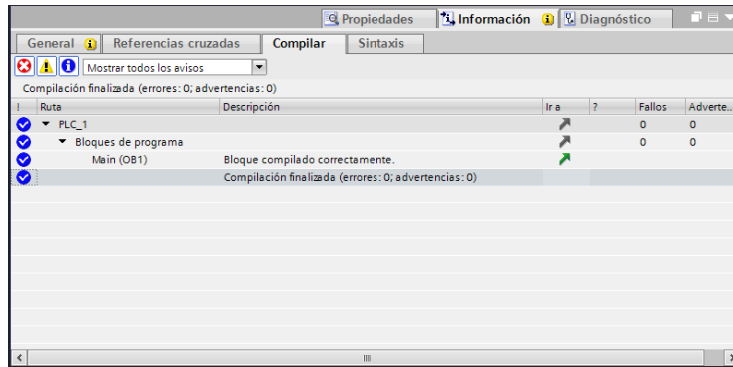 Propiedades Información Diagnóstico
General Referencias cruzadas Compilar Sintaxis
Mostrar todos los avisos
Compilación finalizada (errores: 0; advertencias: 0)
! Ruta Descripción Ir a ? Fallos Adverte..
PLC_1 0 0
Bloques de programa 0 0
Main (OB1) Bloque compilado correctamente.
Compilación finalizada (errores: 0; advertencias: 0)